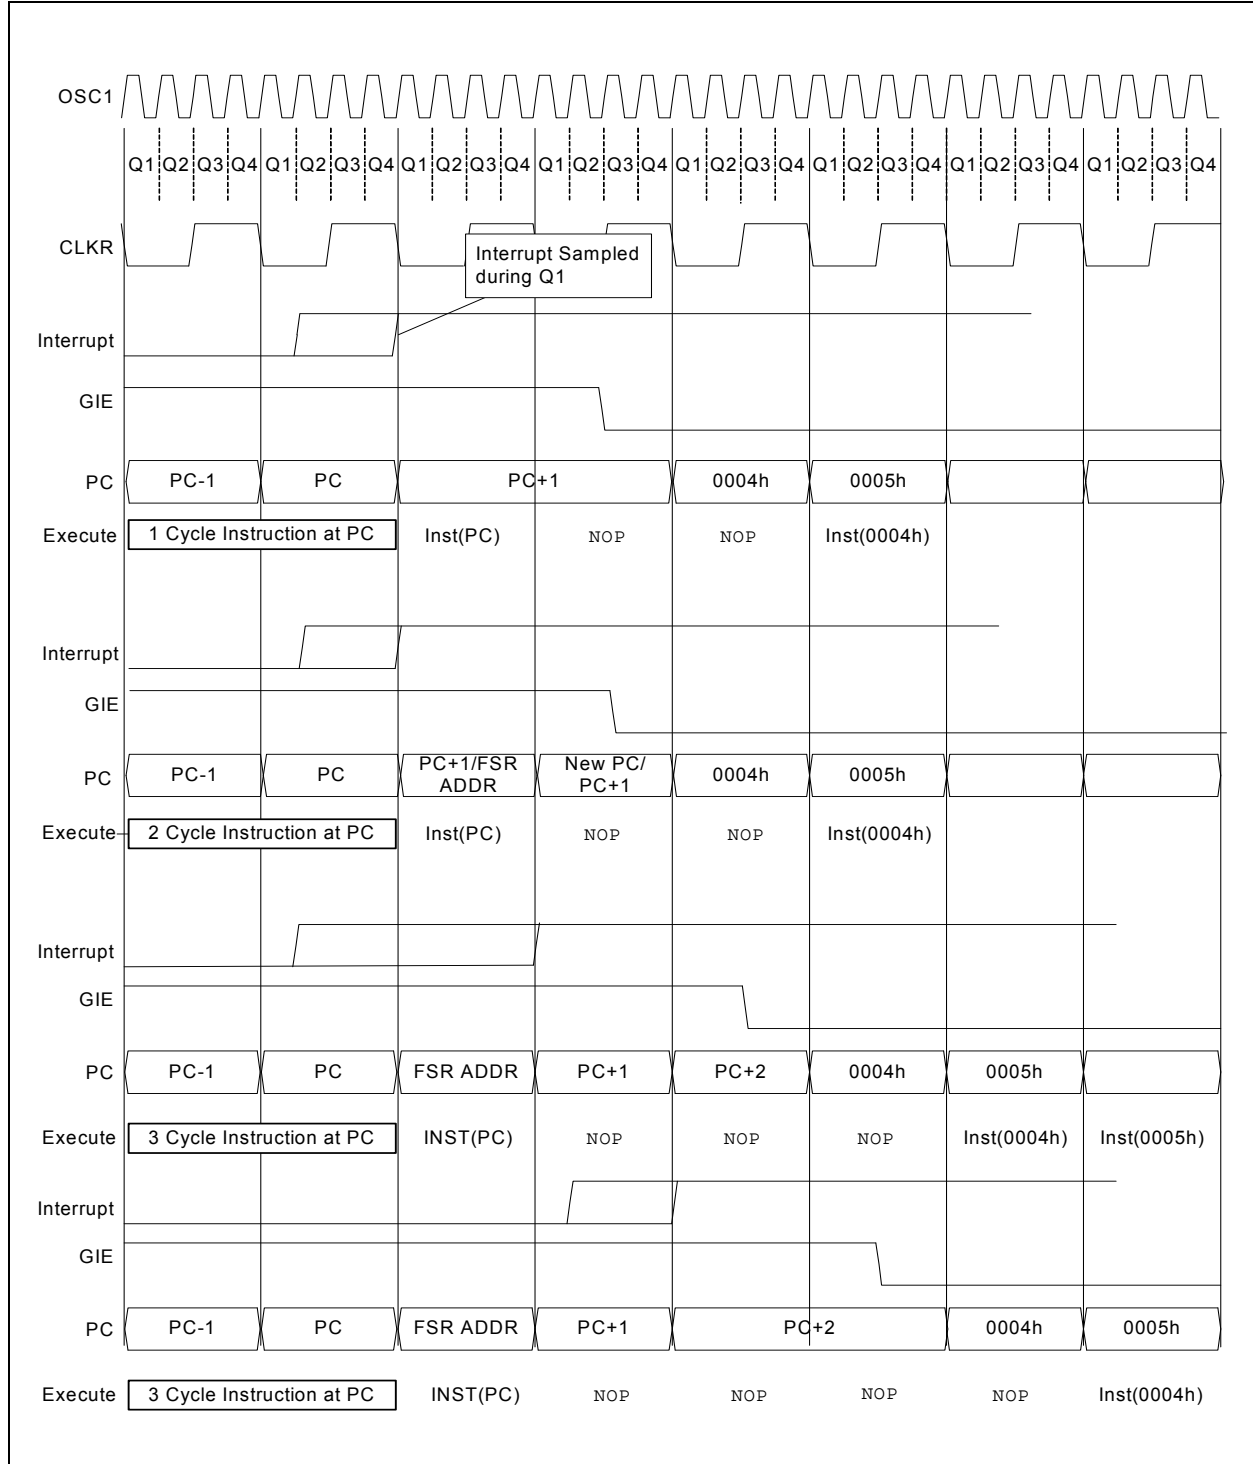 OSC1
Q1 Q2 Q3 Q4 Q1 Q2 Q3 Q4 Q1 Q2 Q3 Q4 Q1 Q2 Q3 Q4 Q1 Q2 Q3 Q4 Q1 Q2 Q3 Q4 Q1 Q2 Q3 Q4 Q1 Q2 Q3 Q4
CLKR
Interrupt Sampled
during Q1
Interrupt
GIE
PC PC-1 PC PC+1 0004h 0005h
Execute 1 Cycle Instruction at PC Inst(PC) NOP NOP Inst(0004h)
Interrupt
GIE
PC PC-1 PC PC+1/FSR ADDR New PC/ PC+1 0004h 0005h
Execute 2 Cycle Instruction at PC Inst(PC) NOP NOP Inst(0004h)
Interrupt
GIE
PC PC-1 PC FSR ADDR PC+1 PC+2 0004h 0005h
Execute 3 Cycle Instruction at PC INST(PC) NOP NOP NOP Inst(0004h) Inst(0005h)
Interrupt
GIE
PC PC-1 PC FSR ADDR PC+1 PC+2 0004h 0005h
Execute 3 Cycle Instruction at PC INST(PC) NOP NOP NOP NOP Inst(0004h)